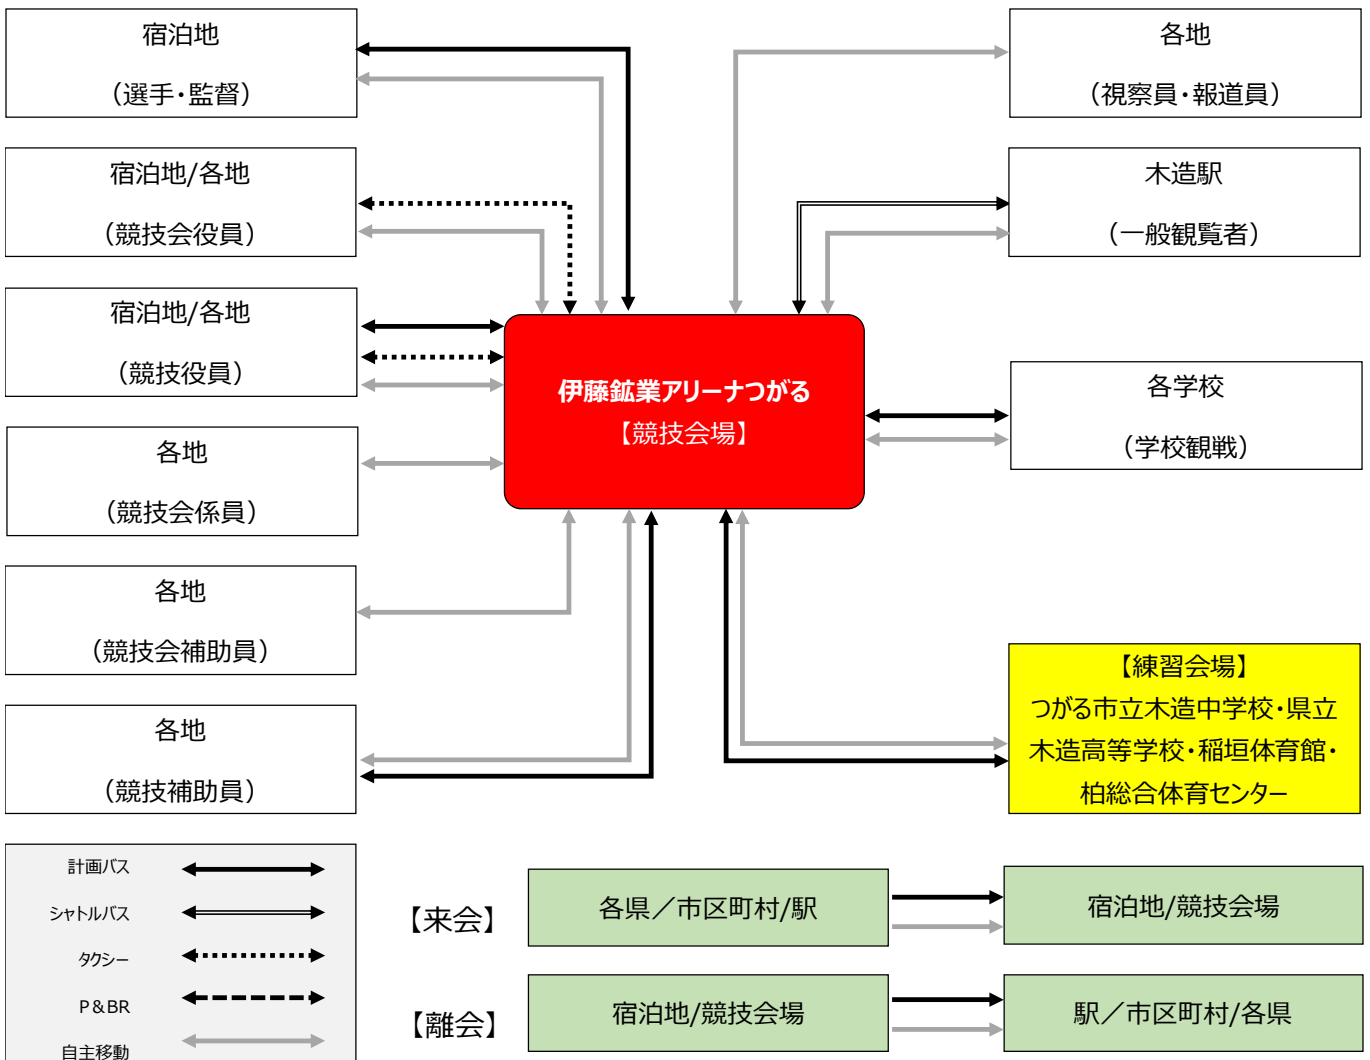 宿泊地
（選手・監督）
宿泊地/各地
（競技会役員）
宿泊地/各地
（競技役員）
各地
（競技会係員）
各地
（競技会補助員）
各地
（競技補助員）
伊藤鉱業アリーナつがる
【競技会場】
各地
（視察員・報道員）
木造駅
（一般観覧者）
各学校
（学校観戦）
【練習会場】
つがる市立木造中学校・県立
木造高等学校・稲垣体育館・
柏総合体育センター
計画バス
シャトルバス
タクシー
P＆BR
自主移動
【来会】
各県／市区町村/駅
宿泊地/競技会場
【離会】
宿泊地/競技会場
駅／市区町村/各県